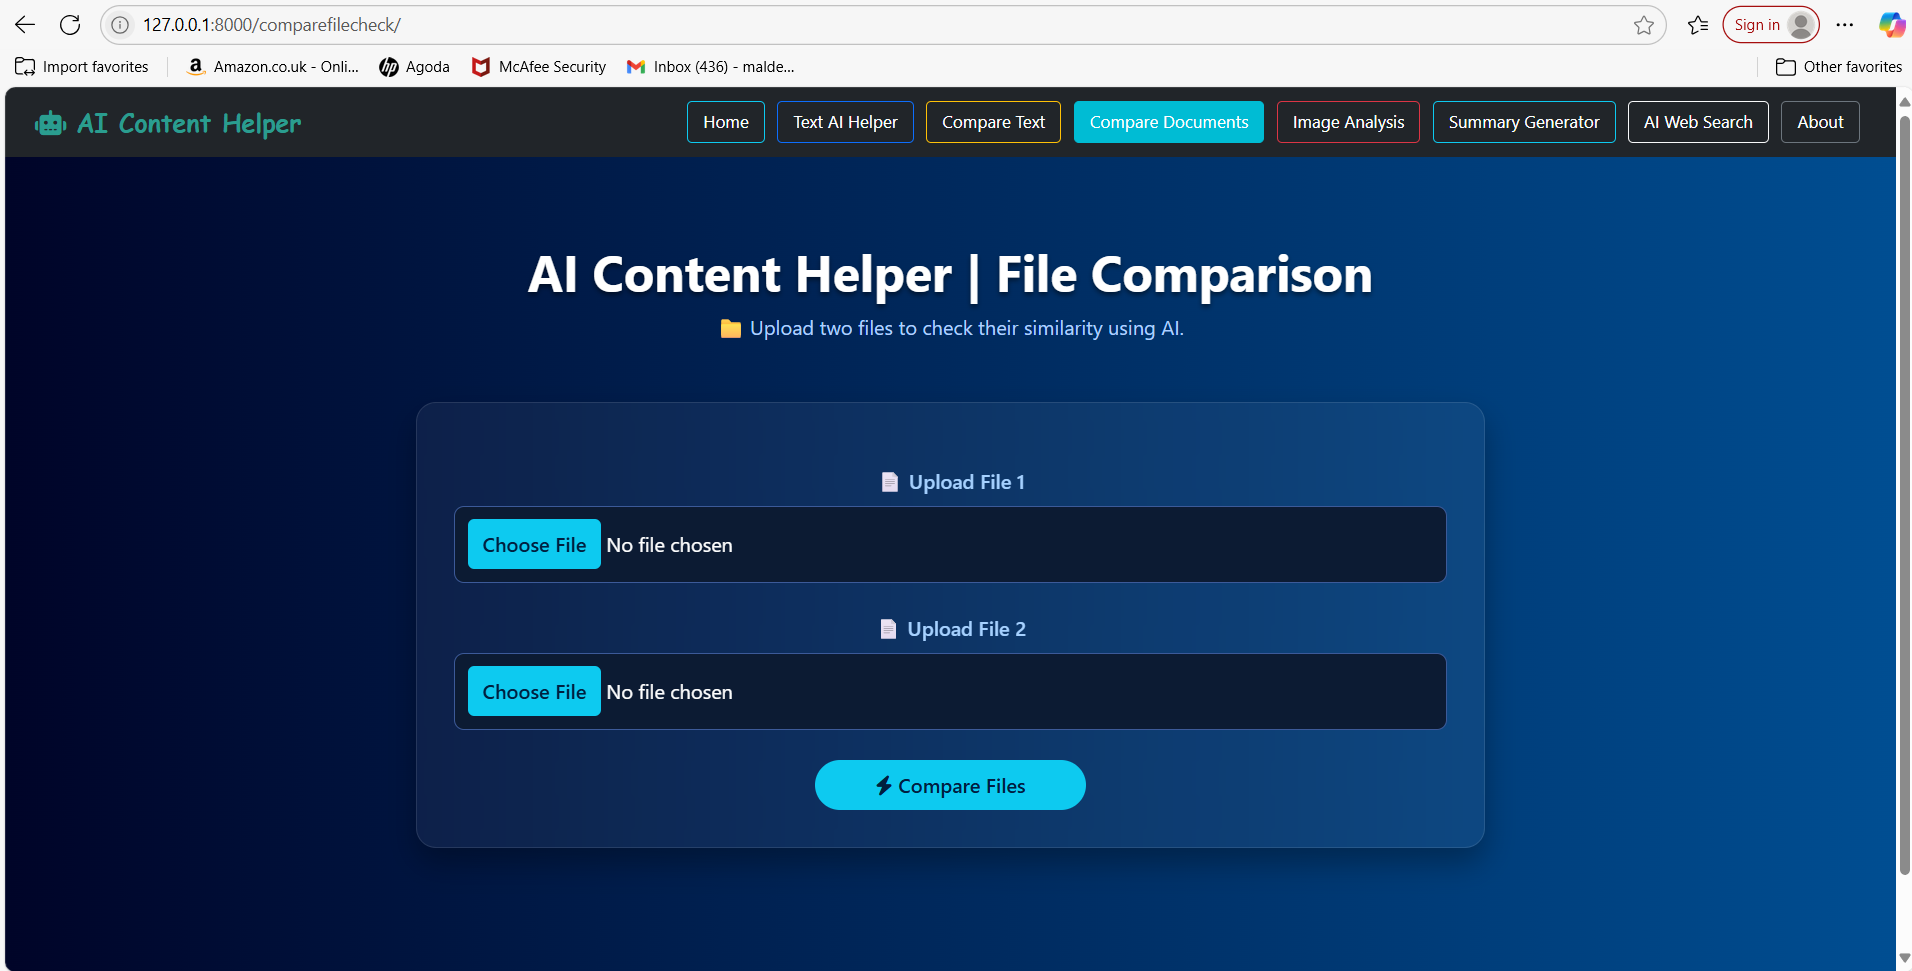 127.0.0.1:8000/comparefilecheck/
Sign in
Import favorites
Amazon.co.uk - Onli...
Agoda
McAfee Security
Inbox (436) - malde...
Other favorites
AI Content Helper
Home
Text AI Helper
Compare Text
Compare Documents
Image Analysis
Summary Generator
AI Web Search
About
AI Content Helper | File Comparison
Upload two files to check their similarity using AI.
Upload File 1
Choose File No file chosen
Upload File 2
Choose File No file chosen
Compare Files